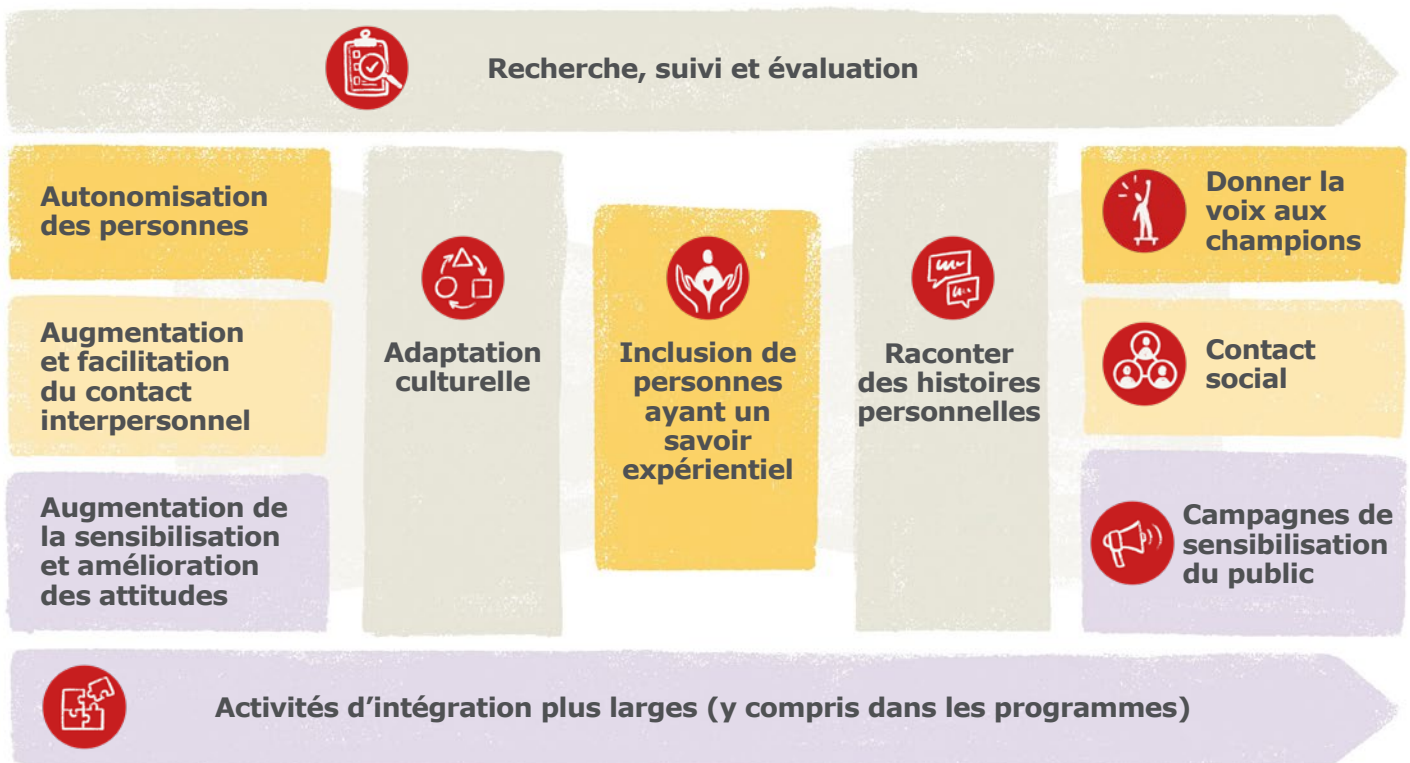 Recherche, suivi et évaluation
Autonomisation
des personnes
Augmentation
et facilitation
du contact
interpersonnel
Augmentation de
la sensibilisation
et amélioration
des attitudes
Adaptation
culturelle
Inclusion de
personnes
ayant un
savoir
expérientiel
Raconter
des histoires
personnelles
Donner la
voix aux
champions
Contact
social
Campagnes de
sensibilisation
du public
Activités d’intégration plus larges (y compris dans les programmes)